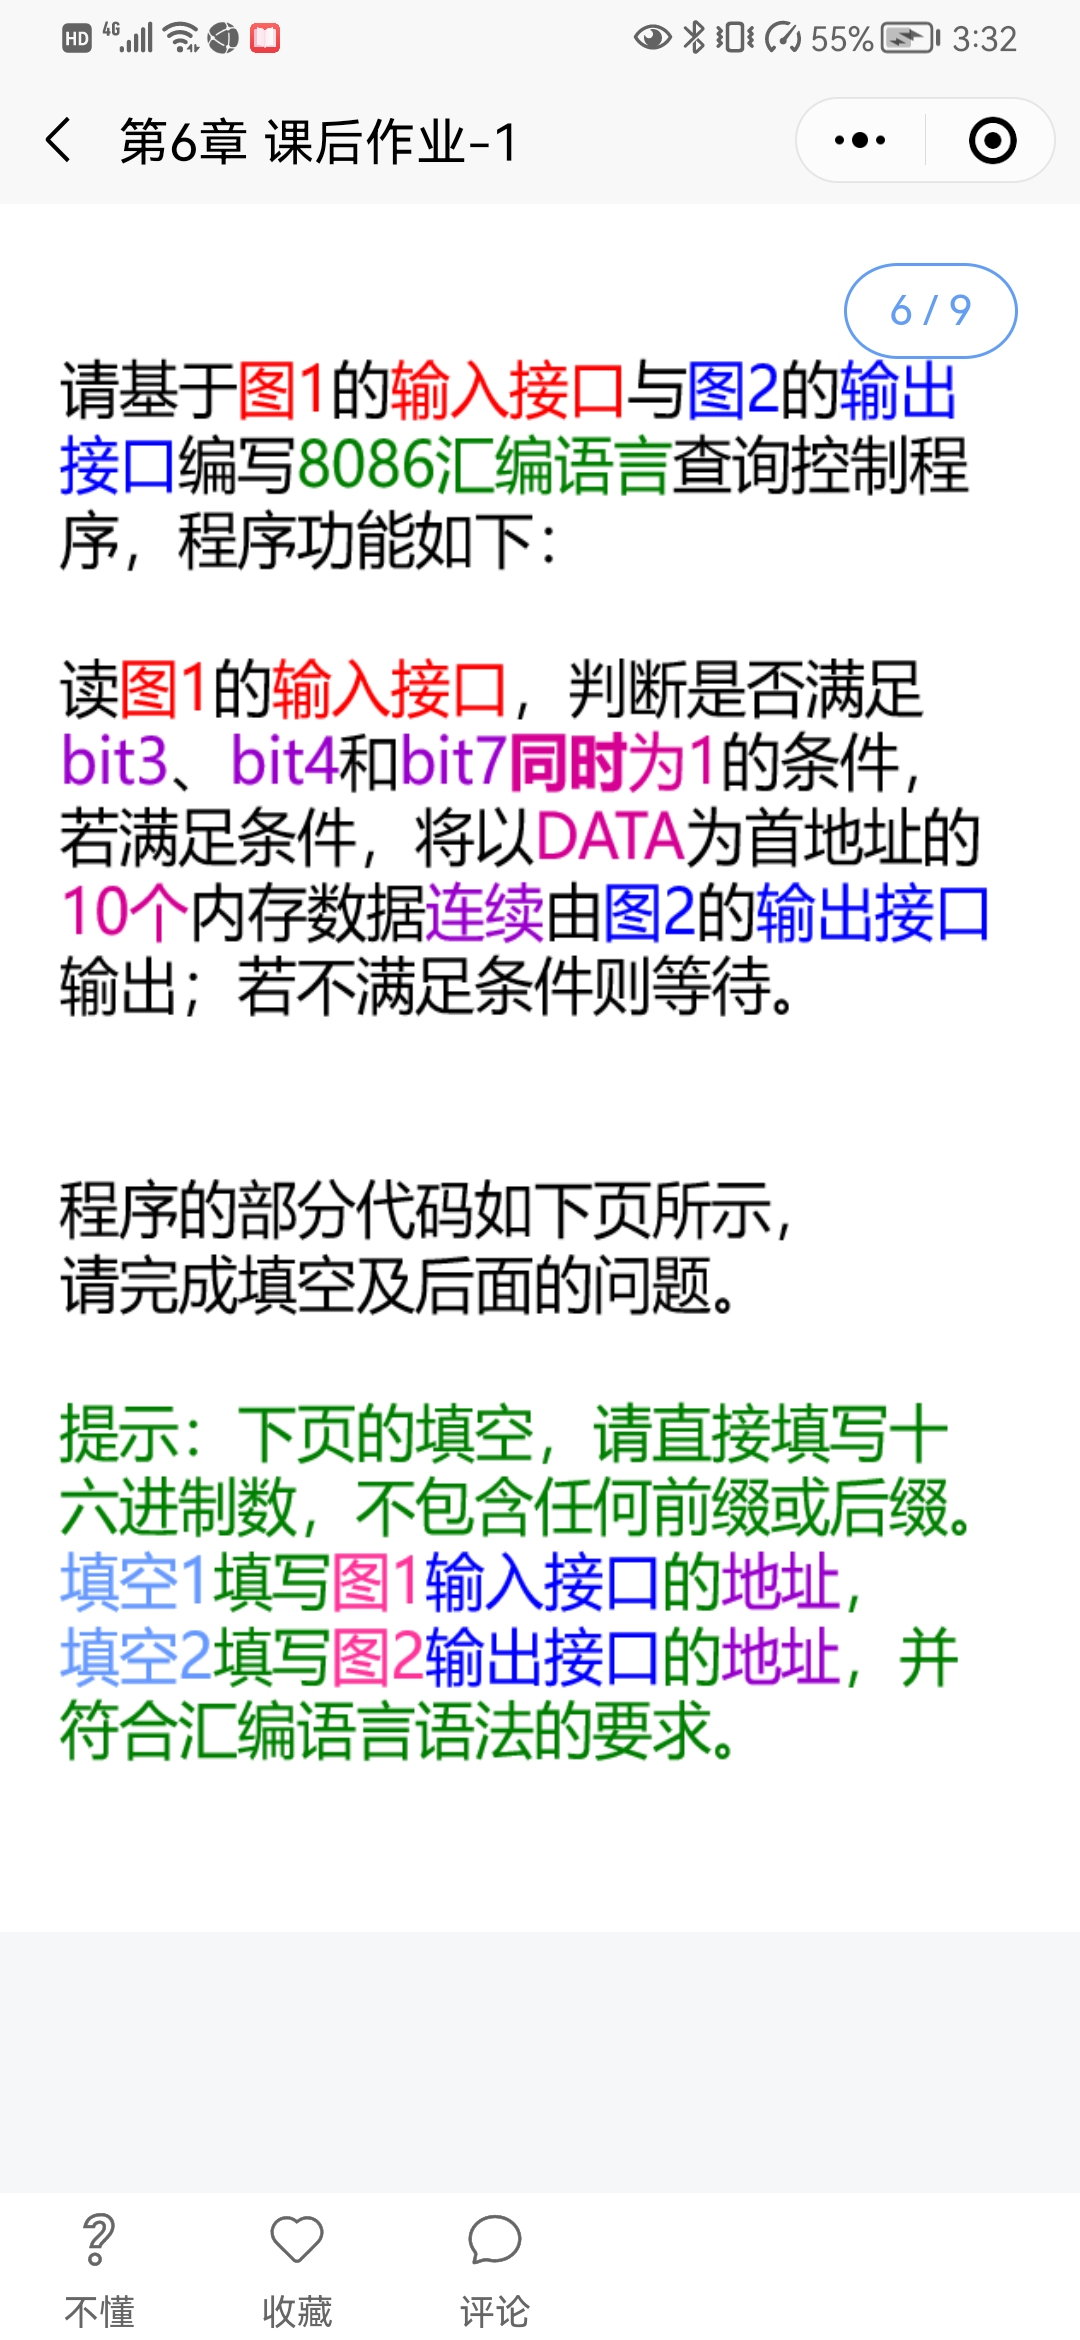 HD 4G 55% 3:32
第6章 课后作业-1
6 / 9
请基于图1的输入接口与图2的输出
接口编写8086汇编语言查询控制程
序，程序功能如下：
读图1的输入接口，判断是否满足
bit3、bit4和bit7同时为1的条件，
若满足条件，将以DATA为首地址的
10个内存数据连续由图2的输出接口
输出；若不满足条件则等待。
程序的部分代码如下页所示，
请完成填空及后面的问题。
提示：下页的填空，请直接填写十
六进制数，不包含任何前缀或后缀。
填空1填写图1输入接口的地址，
填空2填写图2输出接口的地址，并
符合汇编语言语法的要求。
不懂 收藏 评论